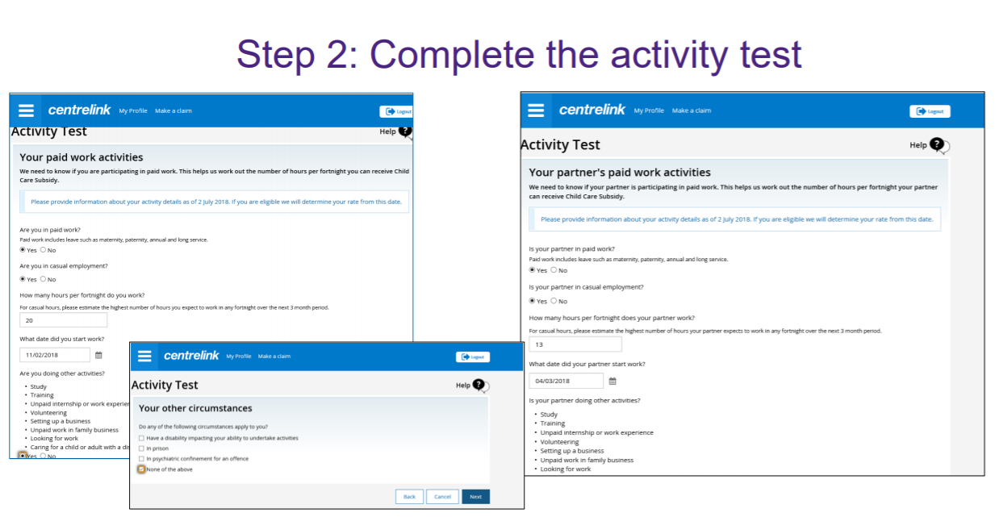 Step 2: Complete the activity test
centrelink My Profile Make a claim Logout
Activity Test
Help ?
Your paid work activities
We need to know if you are participating in paid work. This helps us work out the number of hours per fortnight you can receive Child
Care Subsidy.
Please provide information about your activity details as of 2 July 2018. If you are eligible we will determine your rate from this date.
Are you in paid work?
Paid work includes leave such as maternity, paternity, annual and long service.
Yes No
Are you in casual employment?
Yes No
How many hours per fortnight do you work?
For casual hours, please estimate the highest number of hours you expect to work in any fortnight over the next 3 month period.
20
What date did you start work?
11/02/2018
Are you doing other activities?
• Study
• Training
• Unpaid internship or work experien
• Volunteering
• Setting up a business
• Unpaid work in family business
• Looking for work
• Caring for a child or adult with a dis
Yes No
centrelink My Profile Make a claim Logout
Activity Test
Help ?
Your other circumstances
Do any of the following circumstances apply to you?
Have a disability impacting your ability to undertake activities
In prison
In psychiatric confinement for an offence
None of the above
Back Cancel Next
centrelink My Profile Make a claim Logout
Activity Test
Help ?
Your partner's paid work activities
We need to know if your partner is participating in paid work. This helps us work out the number of hours per fortnight your partner
can receive Child Care Subsidy.
Please provide information about your activity details as of 2 July 2018. If you are eligible we will determine your rate from this date.
Is your partner in paid work?
Paid work includes leave such as maternity, paternity, annual and long service.
Yes No
Is your partner in casual employment?
Yes No
How many hours per fortnight does your partner work?
For casual hours, please estimate the highest number of hours your partner expects to work in any fortnight over the next 3 month period.
13
What date did your partner start work?
04/03/2018
Is your partner doing other activities?
• Study
• Training
• Unpaid internship or work experience
• Volunteering
• Setting up a business
• Unpaid work in family business
• Looking for work